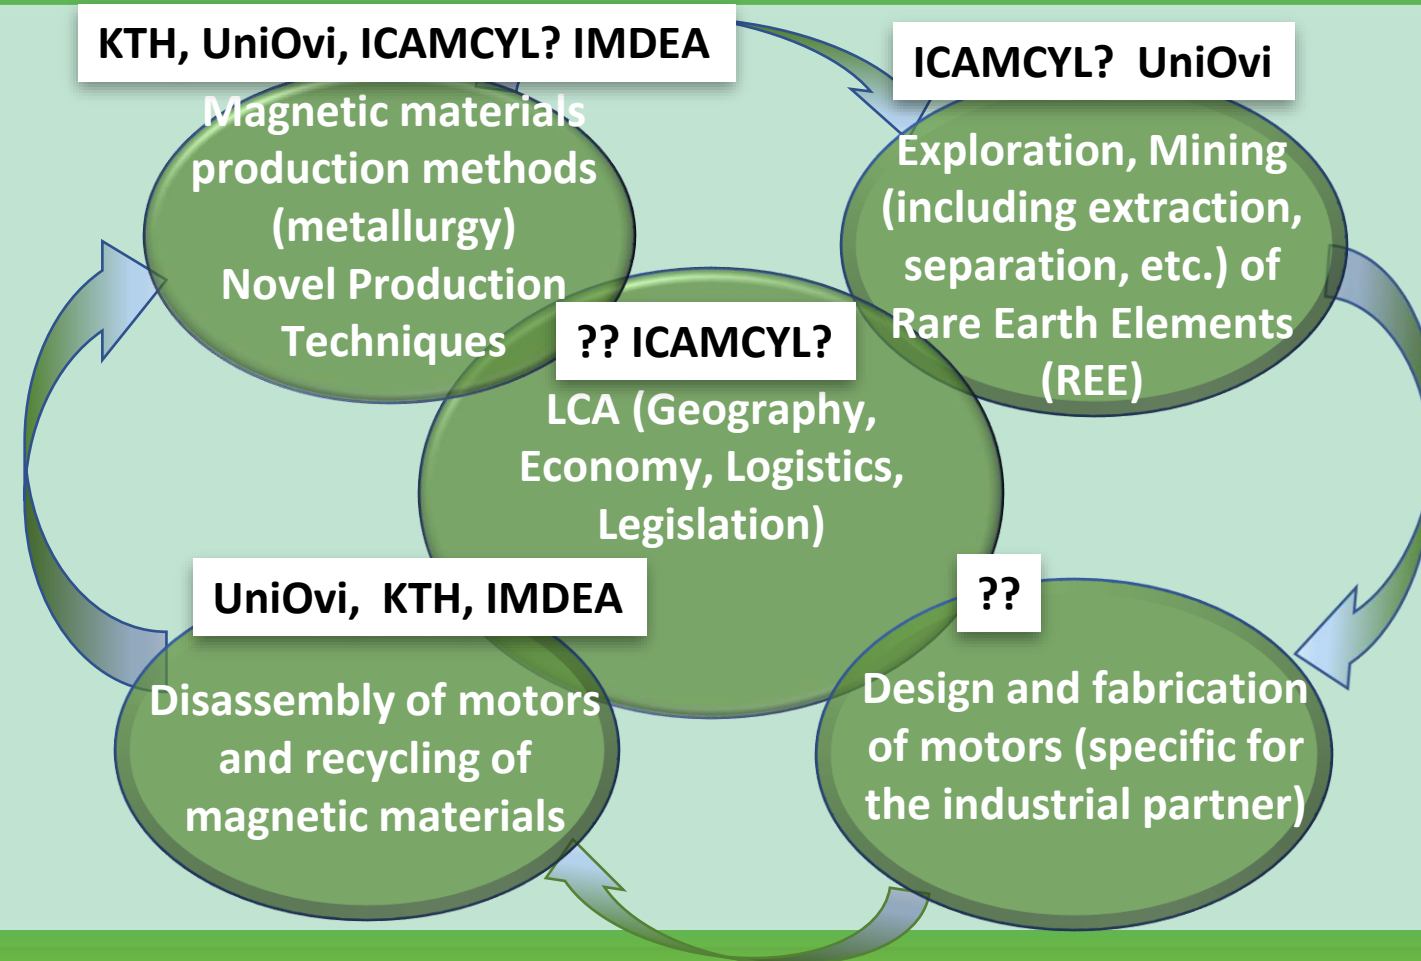 KTH, UniOvi, ICAMCYL? IMDEA
Magnetic materials
production methods
(metallurgy)
Novel Production
Techniques
ICAMCYL? UniOvi
Exploration, Mining
(including extraction,
separation, etc.) of
Rare Earth Elements
(REE)
?? ICAMCYL?
LCA (Geography,
Economy, Logistics,
Legislation)
UniOvi, KTH, IMDEA
Disassembly of motors
and recycling of
magnetic materials
??
Design and fabrication
of motors (specific for
the industrial partner)